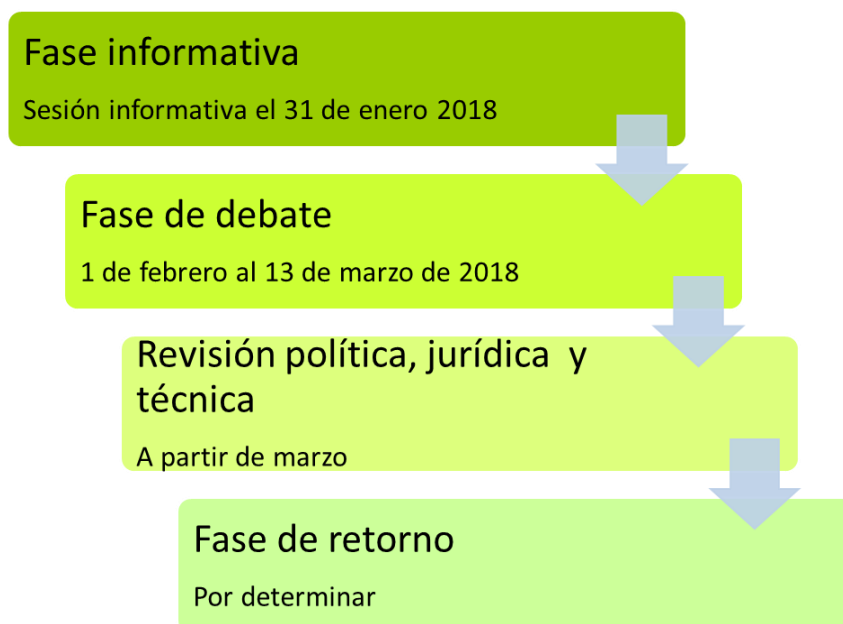 Fase informativa
Sesión informativa el 31 de enero 2018
Fase de debate
1 de febrero al 13 de marzo de 2018
Revisión política, jurídica y
técnica
A partir de marzo
Fase de retorno
Por determinar